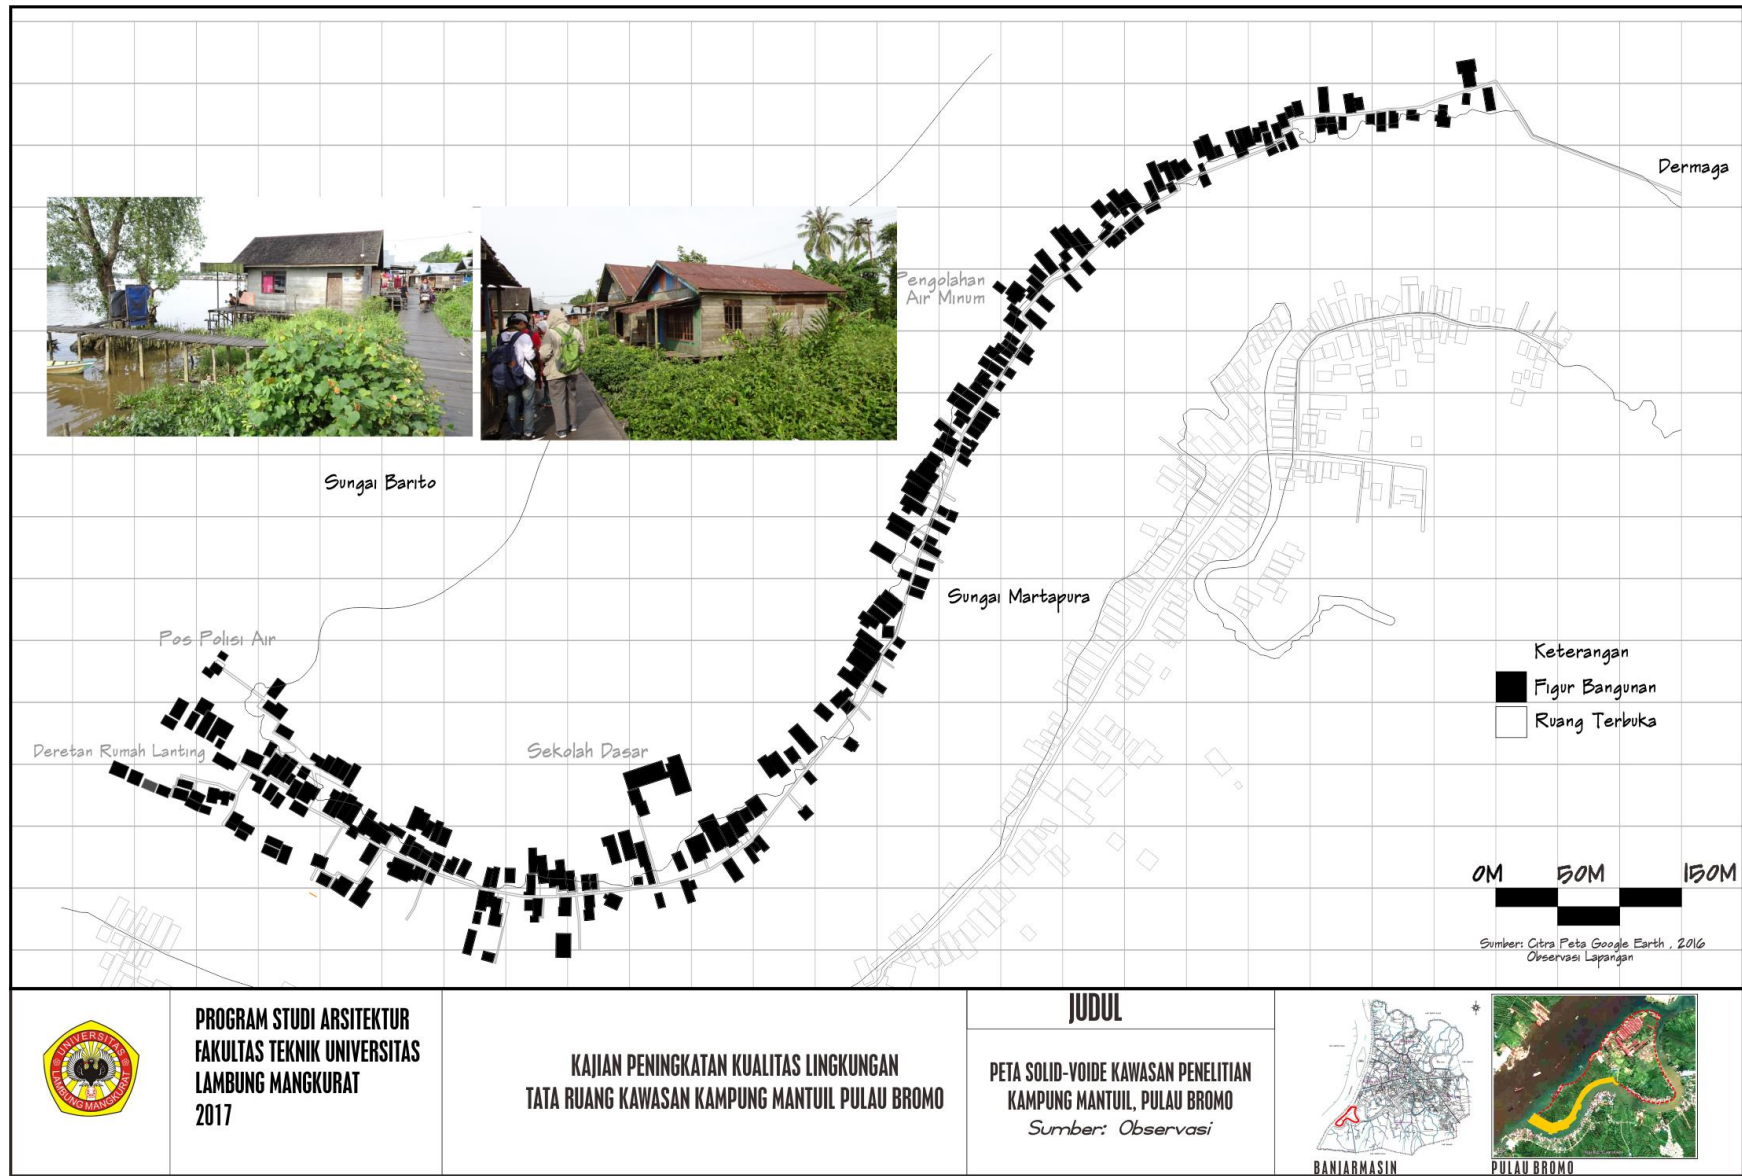 Dermaga
Pengolahan
Air Minum
Sungai Barito
Sungai Martapura
Pos Polisi Air
Keterangan
Figur Bangunan
Ruang Terbuka
Deretan Rumah Lanting
Sekolah Dasar
0M 50M 150M
Sumber: Citra Peta Google Earth , 2016
Observasi Lapangan
UNIVERSITAS
LAMBUNG MANGKURAT
PROGRAM STUDI ARSITEKTUR
FAKULTAS TEKNIK UNIVERSITAS
LAMBUNG MANGKURAT
2017
KAJIAN PENINGKATAN KUALITAS LINGKUNGAN
TATA RUANG KAWASAN KAMPUNG MANTUIL PULAU BROMO
JUDUL
PETA SOLID-VOIDE KAWASAN PENELITIAN
KAMPUNG MANTUIL, PULAU BROMO
Sumber: Observasi
BANJARMASIN
PULAU BROMO